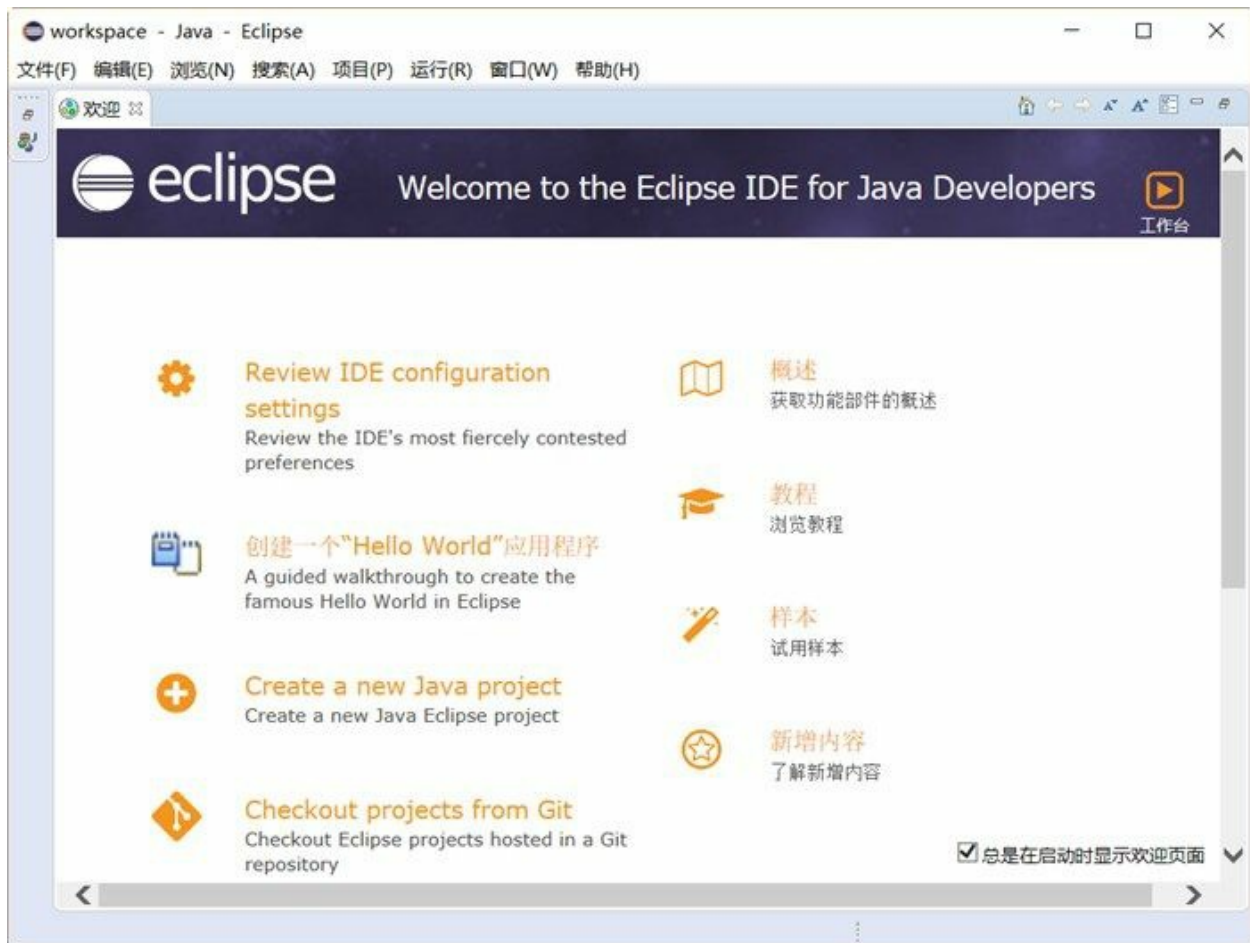 workspace - Java - Eclipse
文件(F) 编辑(E) 浏览(N) 搜索(A) 项目(P) 运行(R) 窗口(W) 帮助(H)
欢迎
eclipse
Welcome to the Eclipse IDE for Java Developers
工作台
Review IDE configuration
settings
Review the IDE's most fiercely contested
preferences
创建一个“Hello World”应用程序
A guided walkthrough to create the
famous Hello World in Eclipse
Create a new Java project
Create a new Java Eclipse project
Checkout projects from Git
Checkout Eclipse projects hosted in a Git
repository
概述
获取功能部件的概述
教程
浏览教程
样本
试用样本
新增内容
了解新增内容
总是在启动时显示欢迎页面